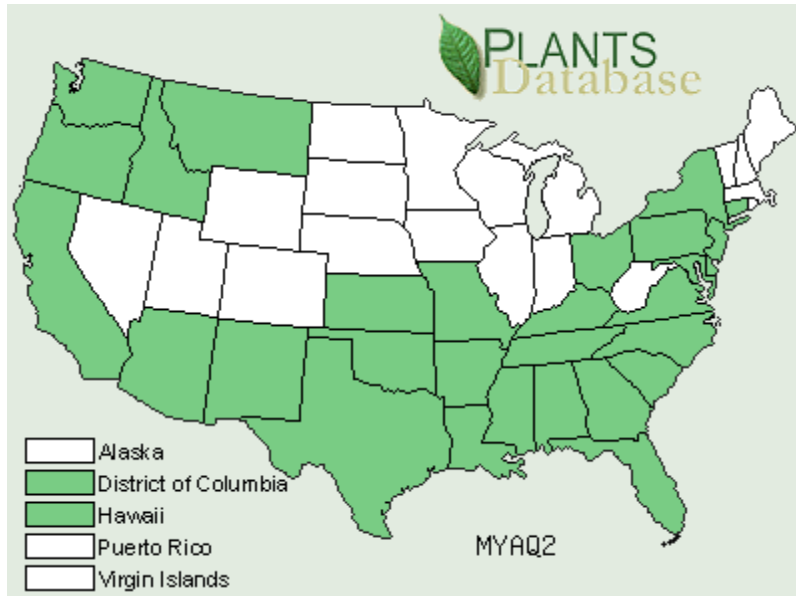 PLANTS
Database
Alaska
District of Columbia
Hawaii
Puerto Rico
Virgin Islands
MYAQ2